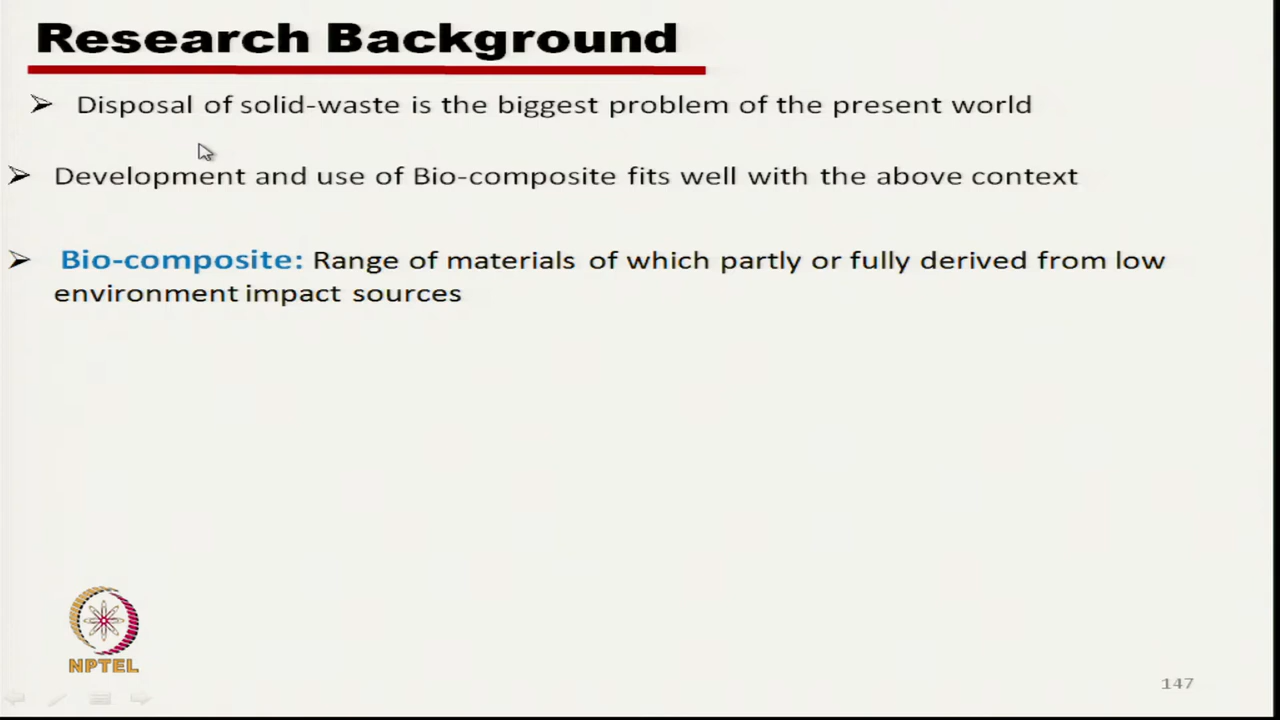 Research Background
Disposal of solid-waste is the biggest problem of the present world
Development and use of Bio-composite fits well with the above context
Bio-composite: Range of materials of which partly or fully derived from low
environment impact sources
NPTEL
147